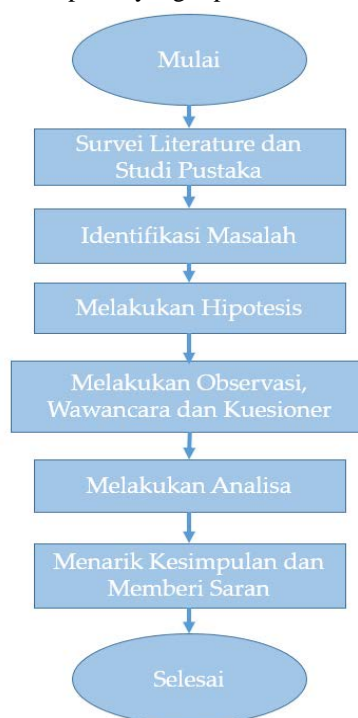 Mulai
Survei Literature dan
Studi Pustaka
Identifikasi Masalah
Melakukan Hipotesis
Melakukan Observasi,
Wawancara dan Kuesioner
Melakukan Analisa
Menarik Kesimpulan dan
Memberi Saran
Selesai